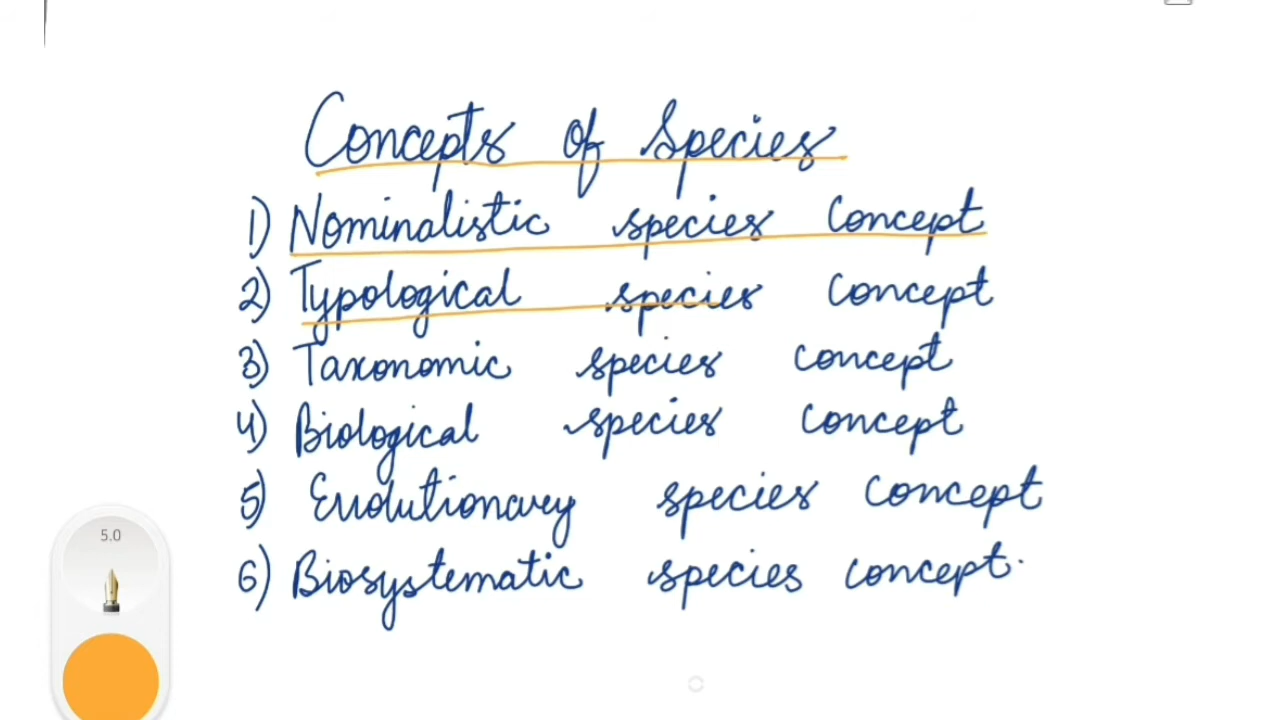 Concepts of Species
1) Nominalistic species concept
2) Typological species concept
3) Taxonomic species concept
4) Biological species concept
5) Evolutionary species concept
6) Biosystematic species concept.
5.0